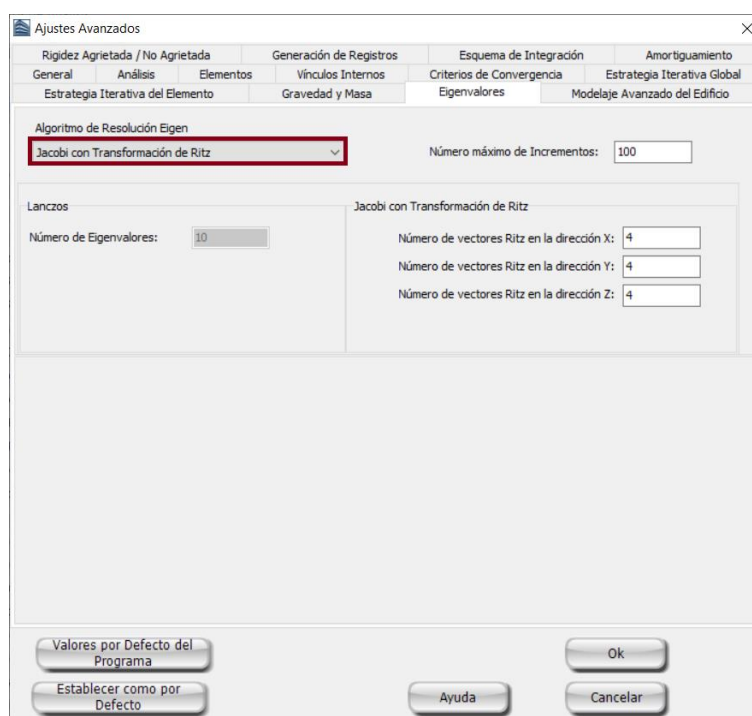 Ajustes Avanzados
Rigidez Agrietada / No Agrietada Generación de Registros Esquema de Integración Amortiguamiento
General Análisis Elementos Vínculos Internos Criterios de Convergencia Estrategia Iterativa Global
Estrategia Iterativa del Elemento Gravedad y Masa Eigenvalores Modelaje Avanzado del Edificio
Algoritmo de Resolución Eigen
Jacobi con Transformación de Ritz Número máximo de Incrementos: 100
Lanczos Jacobi con Transformación de Ritz
Número de Eigenvalores: 10 Número de vectores Ritz en la dirección X: 4
Número de vectores Ritz en la dirección Y: 4
Número de vectores Ritz en la dirección Z: 4
Valores por Defecto del Programa Ok
Establecer como por Defecto Ayuda Cancelar